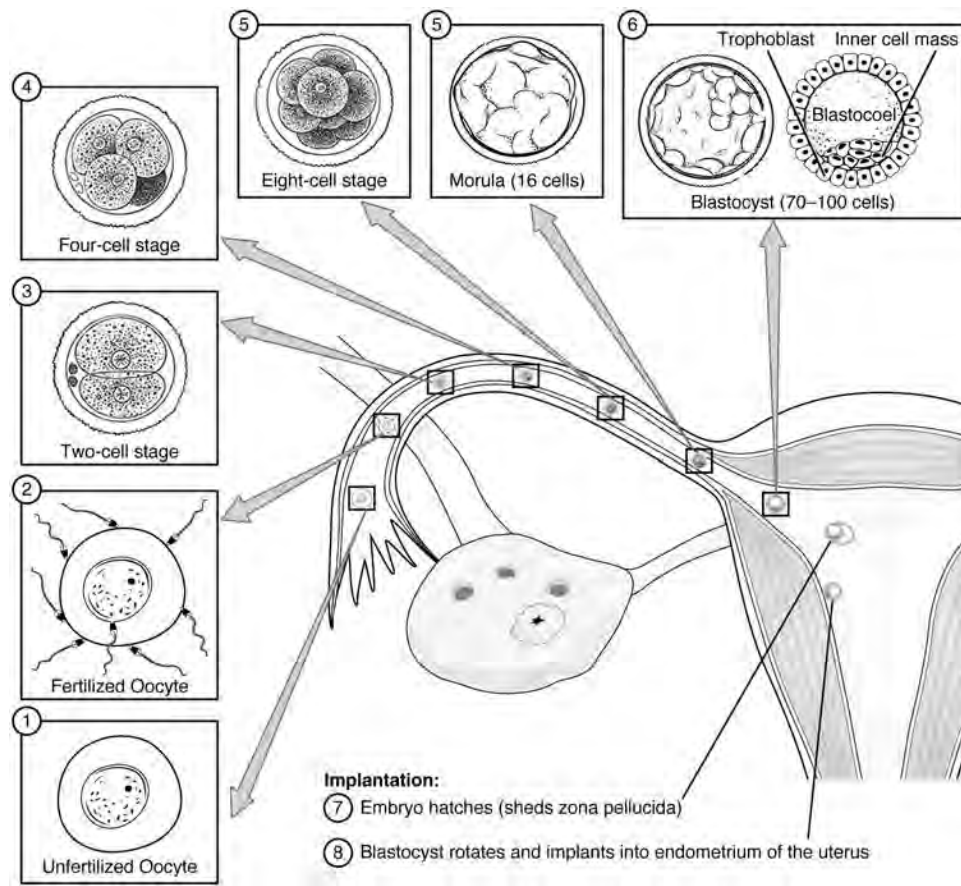 5
5
6
Trophoblast
Inner cell mass
Blastocoel
Eight-cell stage
Morula (16 cells)
Blastocyst (70–100 cells)
4
Four-cell stage
3
Two-cell stage
2
Fertilized Oocyte
1
Unfertilized Oocyte
Implantation:
7 Embryo hatches (sheds zona pellucida)
8 Blastocyst rotates and implants into endometrium of the uterus